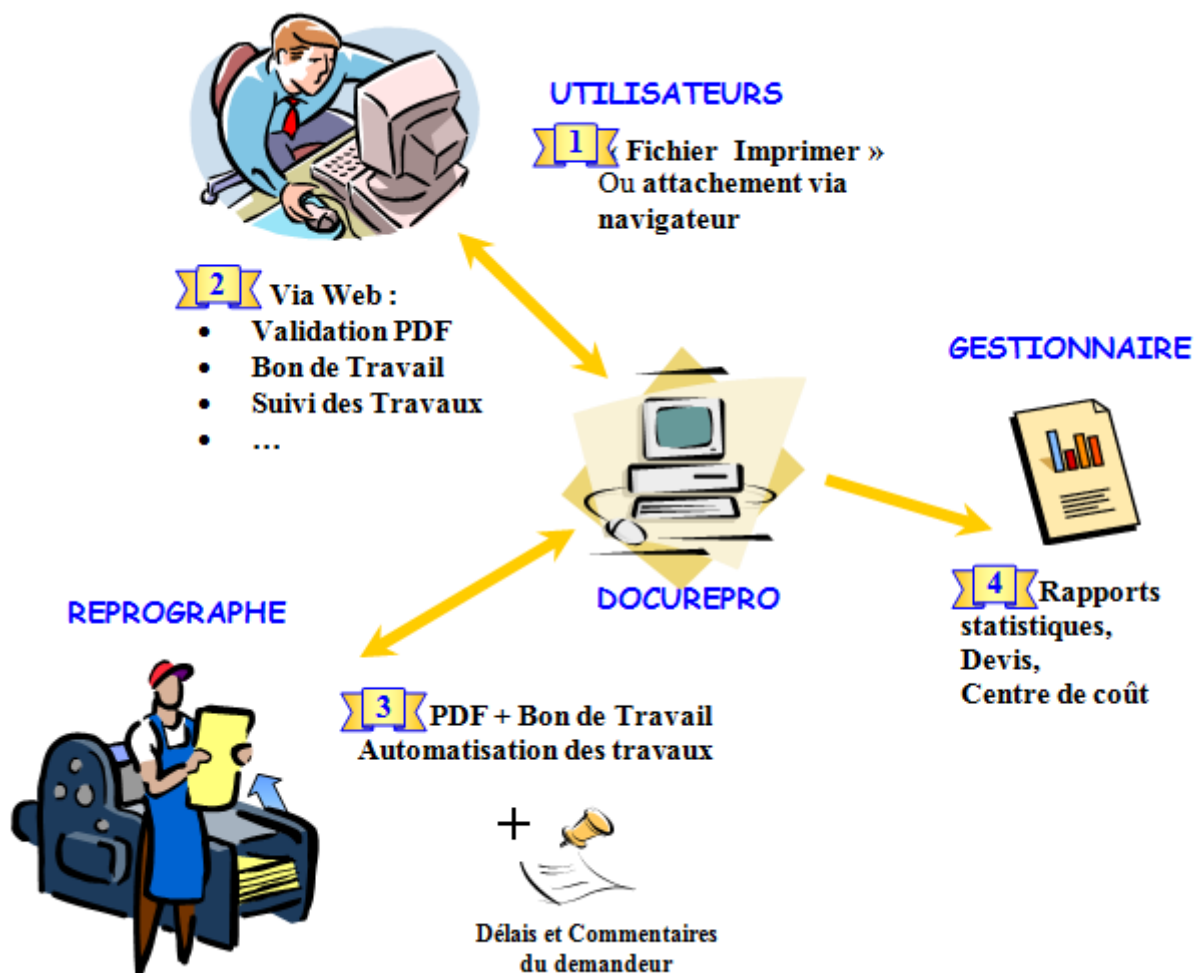 UTILISATEURS
1 « Fichier Imprimer »
Ou attachement via
navigateur
2 Via Web :
• Validation PDF
• Bon de Travail
• Suivi des Travaux
• ...
GESTIONNAIRE
DOCUREPRO
4 Rapports
statistiques,
Devis,
Centre de coût
REPROGRAPHE
3 PDF + Bon de Travail
Automatisation des travaux
+
Délais et Commentaires
du demandeur